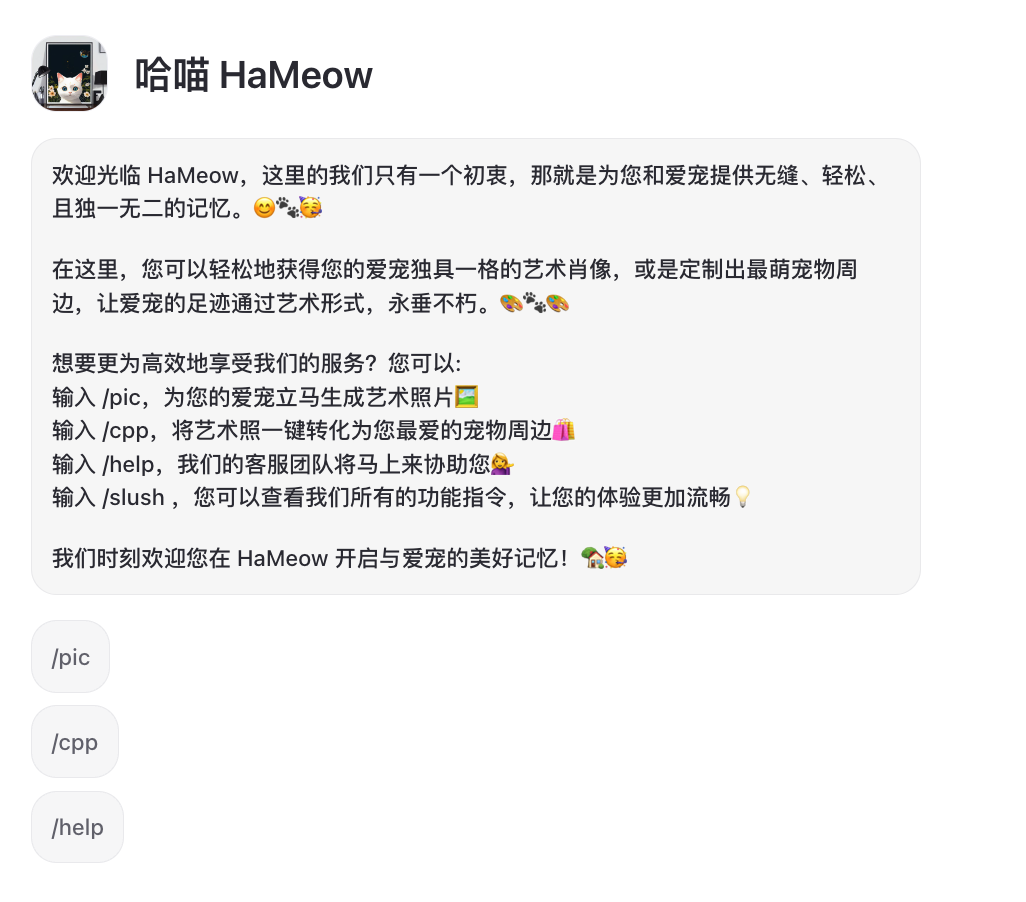 哈喵 HaMeow
欢迎光临 HaMeow，这里的我们只有一个初衷，那就是为您和爱宠提供无缝、轻松、
且独一无二的记忆。😊🐾🥳
在这里，您可以轻松地获得您的爱宠独具一格的艺术肖像，或是定制出最萌宠物周
边，让爱宠的足迹通过艺术形式，永垂不朽。🎨🐾🎨
想要更为高效地享受我们的服务？您可以:
输入 /pic，为您的爱宠立马生成艺术照片🖼️
输入 /cpp，将艺术照一键转化为您最爱的宠物周边🛍️
输入 /help，我们的客服团队将马上来协助您💁‍♀️
输入 /slush ，您可以查看我们所有的功能指令，让您的体验更加流畅💡
我们时刻欢迎您在 HaMeow 开启与爱宠的美好记忆！🏡🥳
/pic
/cpp
/help